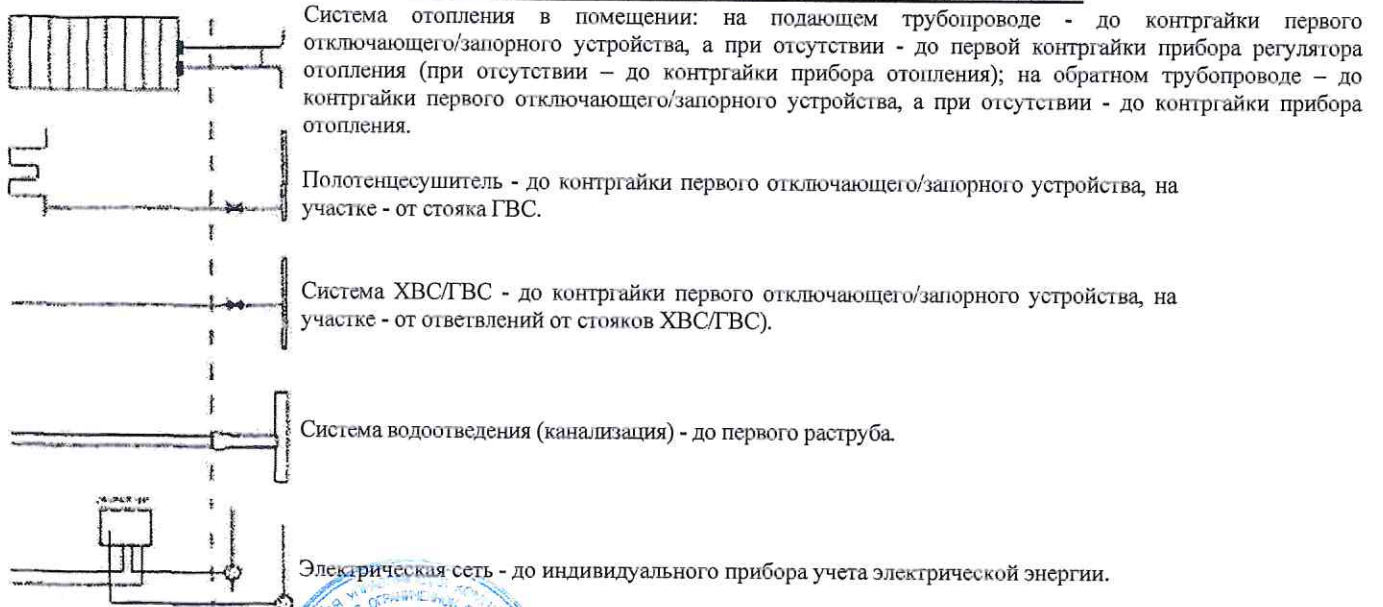 Система отопления в помещении: на подающем трубопроводе - до контргайки первого
отключающего/запорного устройства, а при отсутствии - до первой контргайки прибора регулятора
отопления (при отсутствии – до контргайки прибора отопления); на обратном трубопроводе – до
контргайки первого отключающего/запорного устройства, а при отсутствии - до контргайки прибора
отопления.
Полотенцесушитель - до контргайки первого отключающего/запорного устройства, на
участке - от стояка ГВС.
Система ХВС/ГВС - до контргайки первого отключающего/запорного устройства, на
участке - от ответвлений от стояков ХВС/ГВС).
Система водоотведения (канализация) - до первого раструба.
Электрическая сеть - до индивидуального прибора учета электрической энергии.